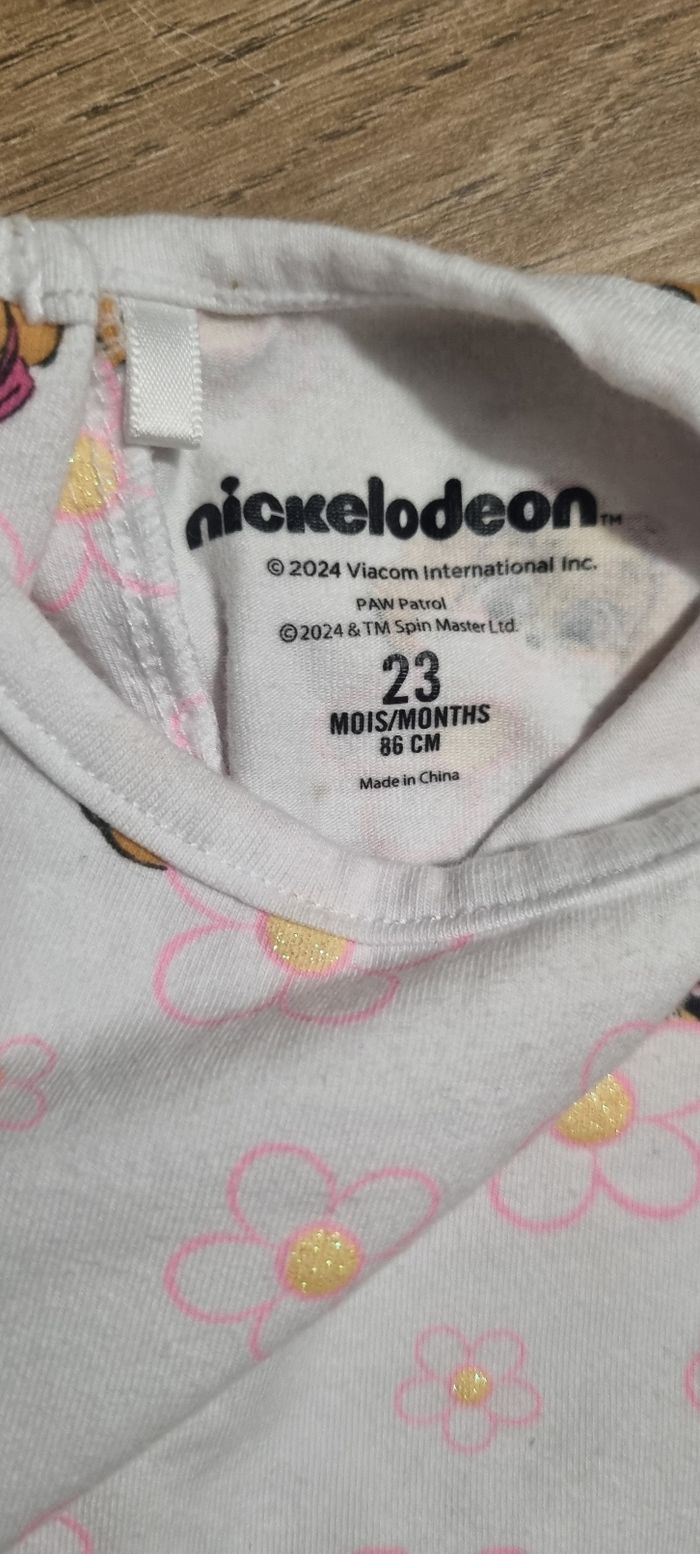 nickelodeon™
© 2024 Viacom International Inc.
PAW Patrol
© 2024 & TM Spin Master Ltd.
23
MOIS/MONTHS
86 CM
Made in China